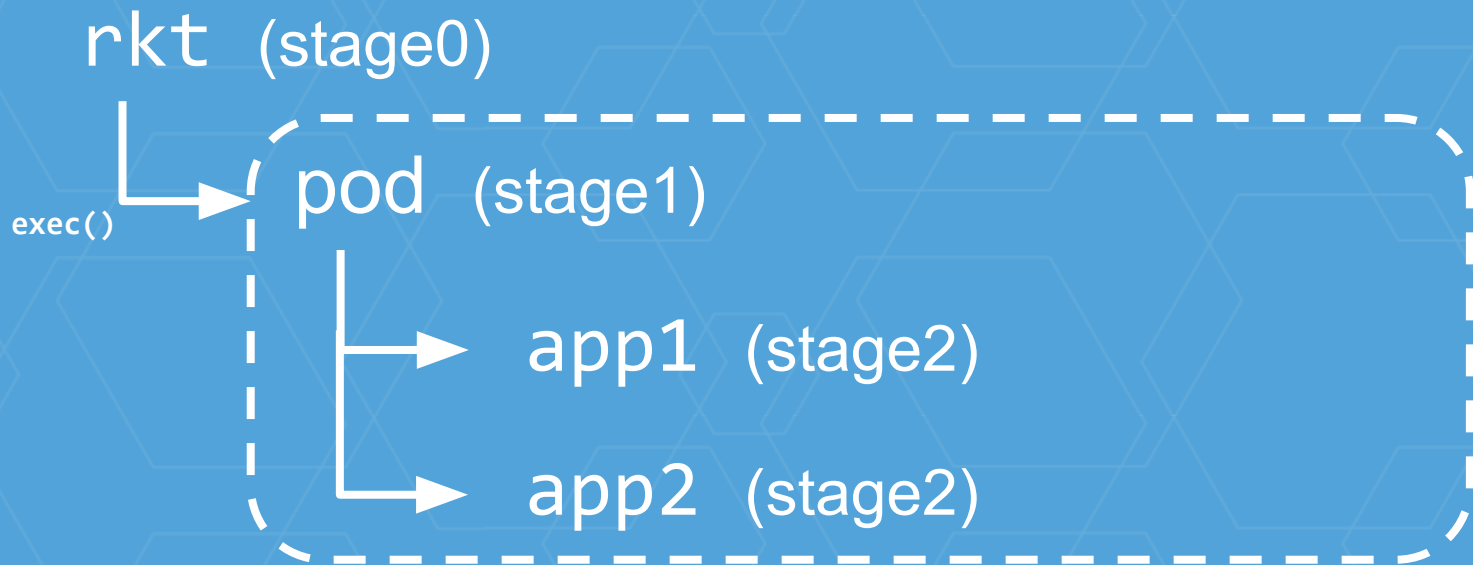 rkt (stage0)
exec()
pod (stage1)
app1 (stage2)
app2 (stage2)